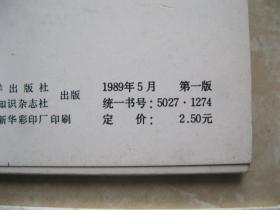 出版社
知识杂志社 出版
新华彩印厂印刷
1989年5月 第一版
统一书号：5027·1274
定 价： 2.50元